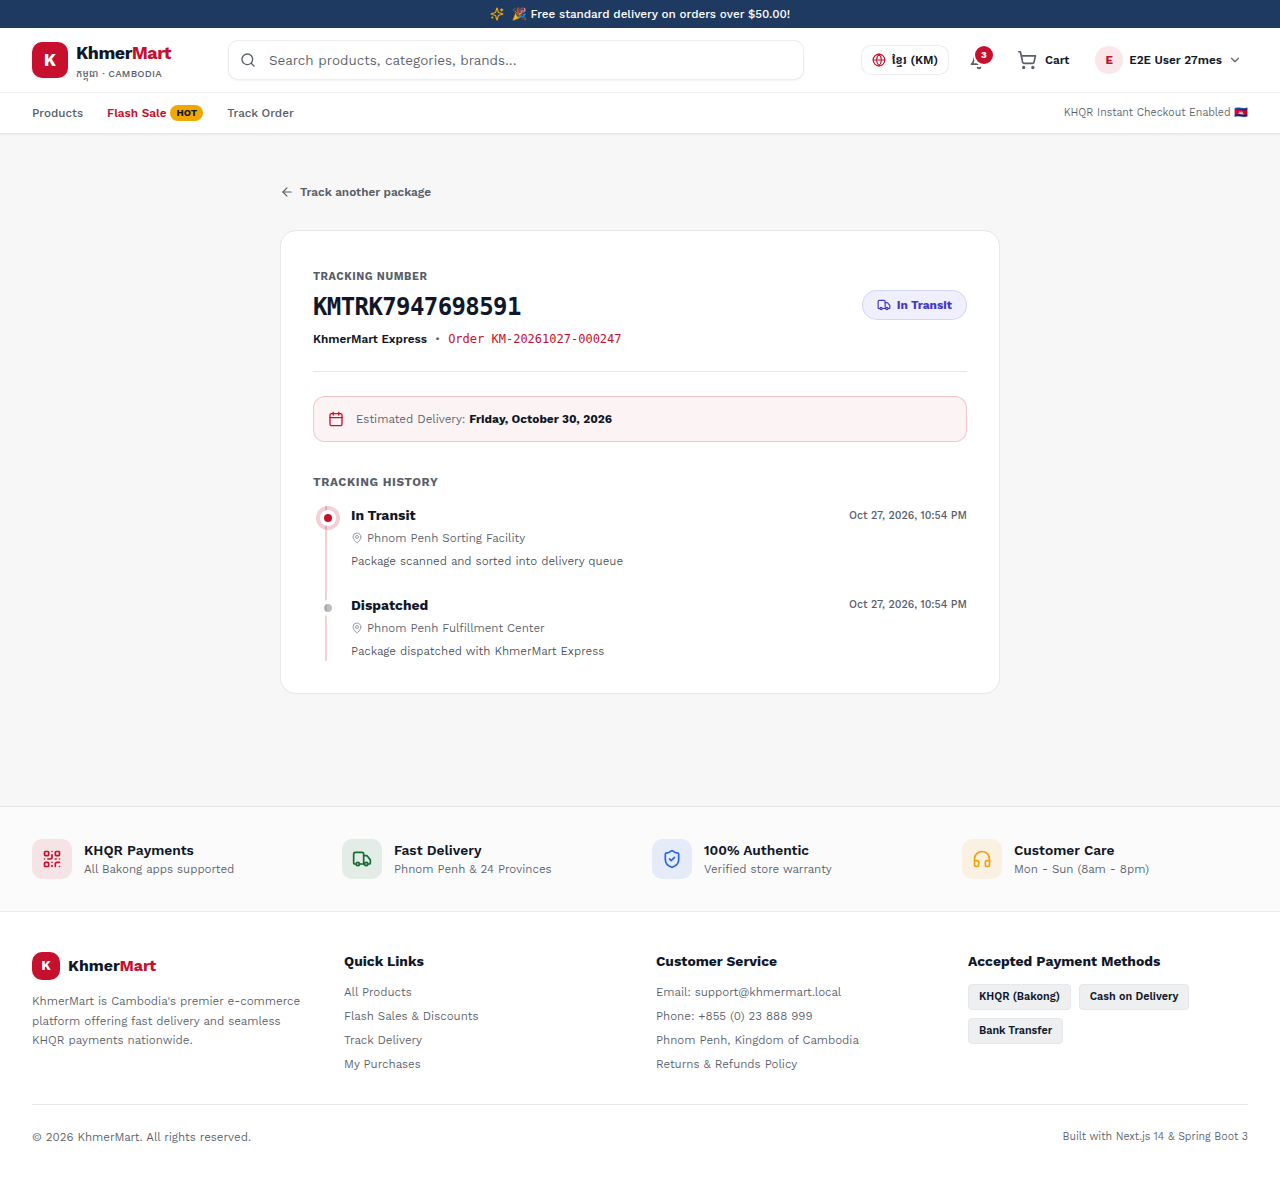 ✨ 🎉 Free standard delivery on orders over $50.00!
K KhmerMart
កម្ពុជា · CAMBODIA
Search products, categories, brands...
ខ្មែរ (KM)
3
Cart
E E2E User 27mes
Products
Flash Sale HOT
Track Order
KHQR Instant Checkout Enabled 🇰🇭
Track another package
TRACKING NUMBER
KMTRK7947698591
In Transit
KhmerMart Express • Order KM-20261027-000247
Estimated Delivery: Friday, October 30, 2026
TRACKING HISTORY
In Transit
Oct 27, 2026, 10:54 PM
Phnom Penh Sorting Facility
Package scanned and sorted into delivery queue
Dispatched
Oct 27, 2026, 10:54 PM
Phnom Penh Fulfillment Center
Package dispatched with KhmerMart Express
KHQR Payments
All Bakong apps supported
Fast Delivery
Phnom Penh & 24 Provinces
100% Authentic
Verified store warranty
Customer Care
Mon - Sun (8am - 8pm)
K KhmerMart
KhmerMart is Cambodia's premier e-commerce
platform offering fast delivery and seamless
KHQR payments nationwide.
Quick Links
All Products
Flash Sales & Discounts
Track Delivery
My Purchases
Customer Service
Email: support@khmermart.local
Phone: +855 (0) 23 888 999
Phnom Penh, Kingdom of Cambodia
Returns & Refunds Policy
Accepted Payment Methods
KHQR (Bakong)
Cash on Delivery
Bank Transfer
© 2026 KhmerMart. All rights reserved.
Built with Next.js 14 & Spring Boot 3